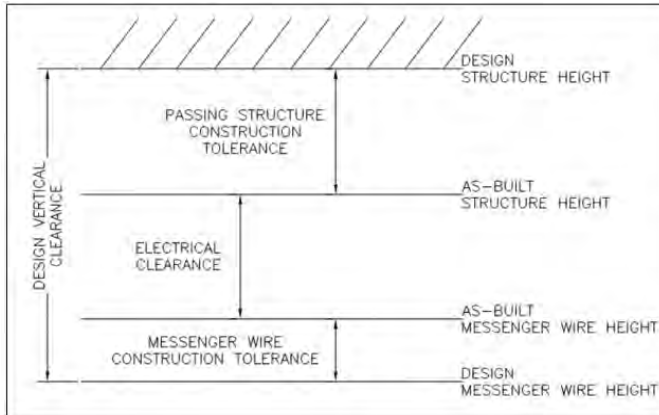 DESIGN
STRUCTURE HEIGHT
PASSING STRUCTURE
CONSTRUCTION
TOLERANCE
AS-BUILT
STRUCTURE HEIGHT
DESIGN VERTICAL
CLEARANCE
ELECTRICAL
CLEARANCE
AS-BUILT
MESSENGER WIRE HEIGHT
MESSENGER WIRE
CONSTRUCTION TOLERANCE
DESIGN
MESSENGER WIRE HEIGHT